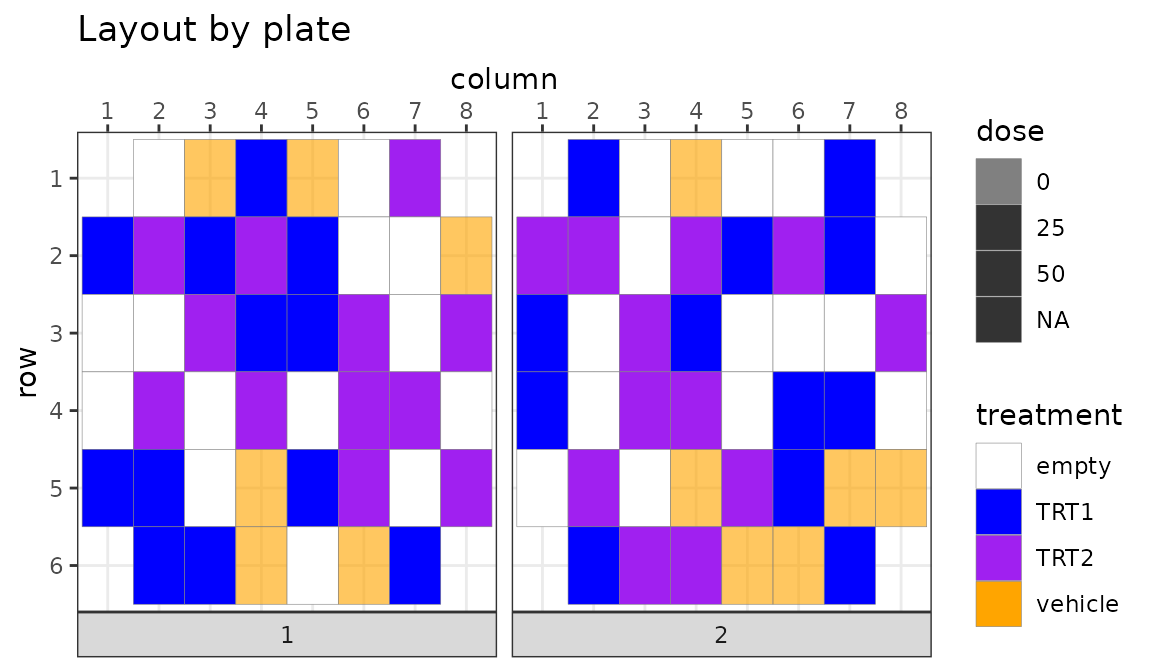 Layout by plate
column
1 2 3 4 5 6 7 8 1 2 3 4 5 6 7 8
row
1
2
3
4
5
6
1 2
dose
0
25
50
NA
treatment
empty
TRT1
TRT2
vehicle